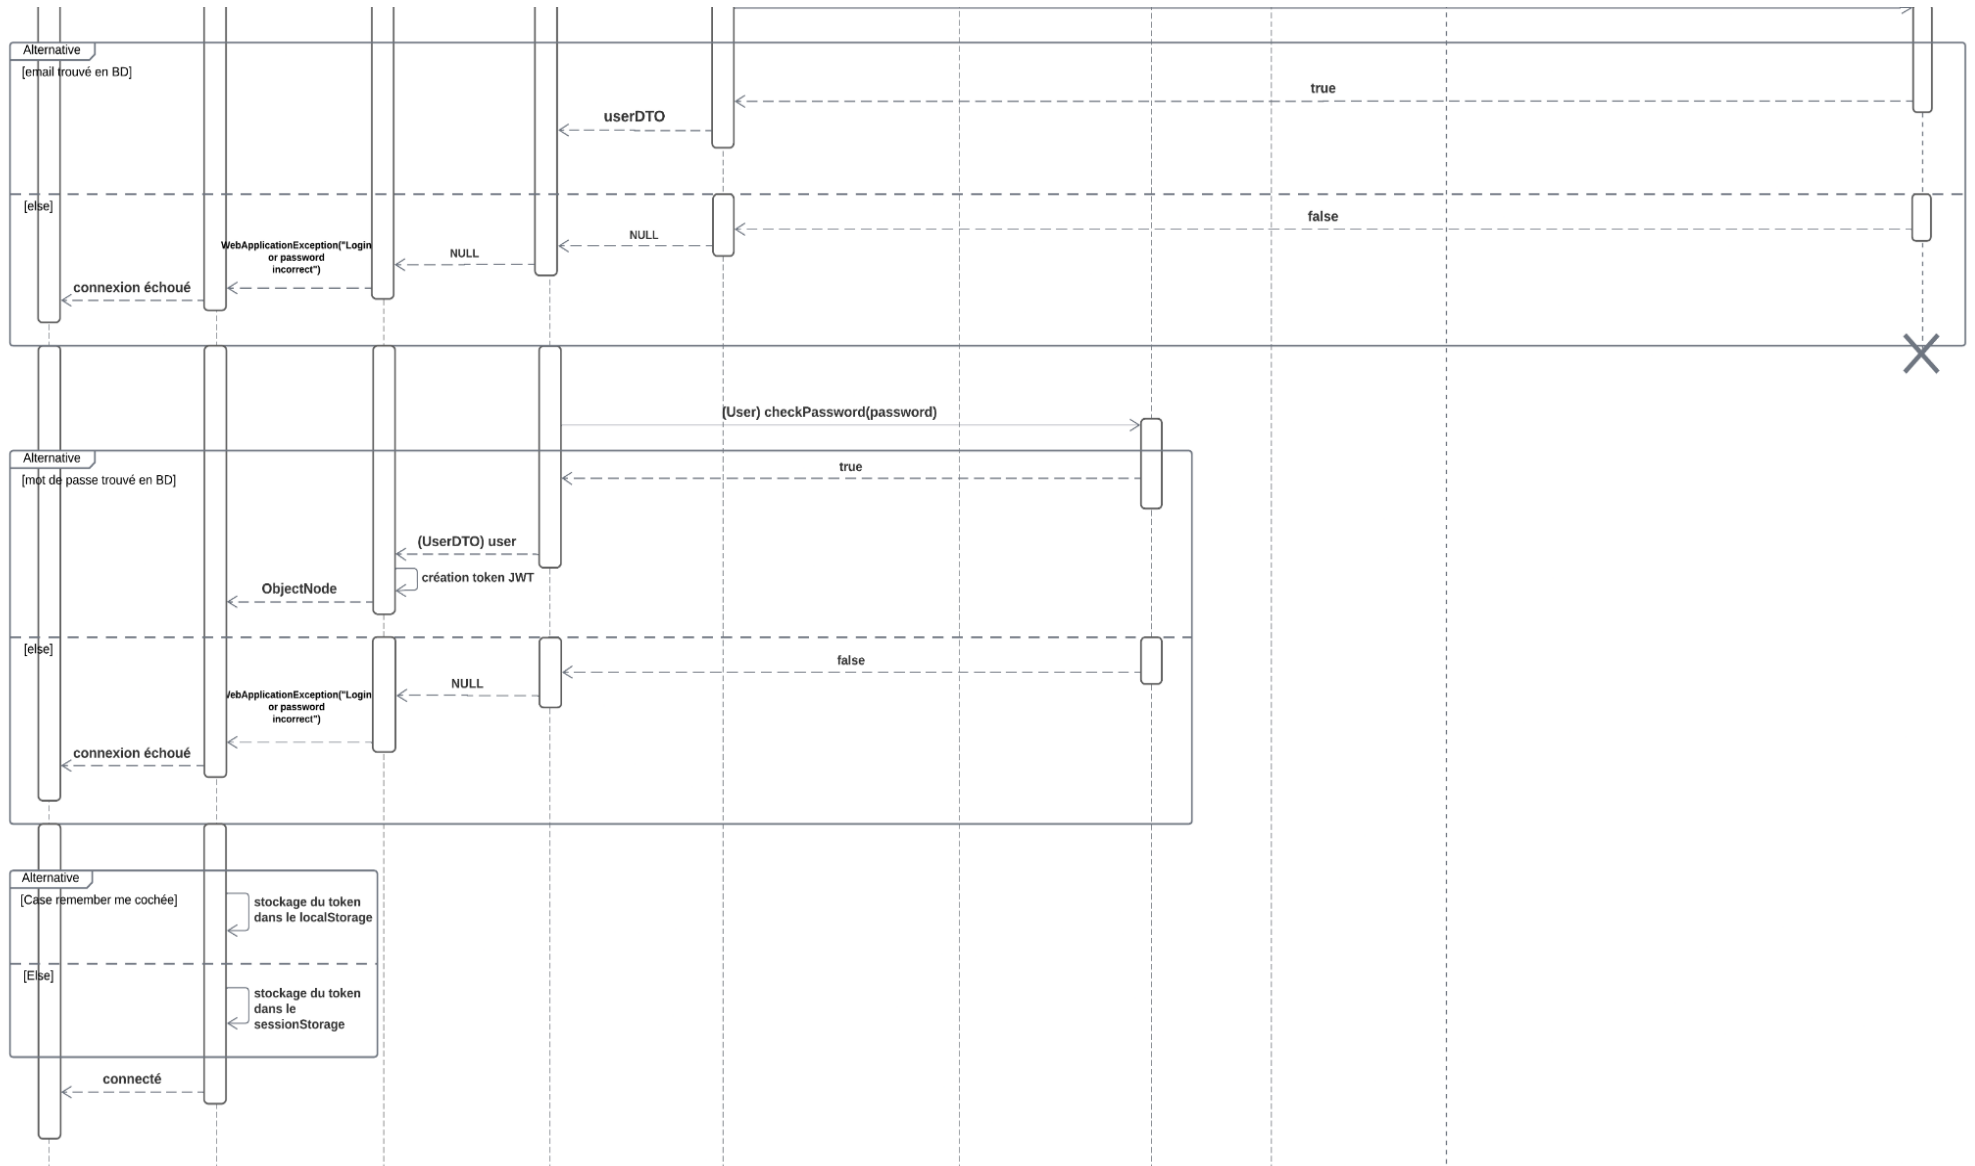 Alternative
[email trouvé en BD]
true
userDTO
[else]
false
NULL
WebApplicationException("Login
or password
incorrect")
NULL
connexion échoué
(User) checkPassword(password)
Alternative
[mot de passe trouvé en BD]
true
(UserDTO) user
création token JWT
ObjectNode
[else]
false
NULL
WebApplicationException("Login
or password
incorrect")
connexion échoué
Alternative
[Case remember me cochée]
stockage du token
dans le localStorage
[Else]
stockage du token
dans le
sessionStorage
connecté